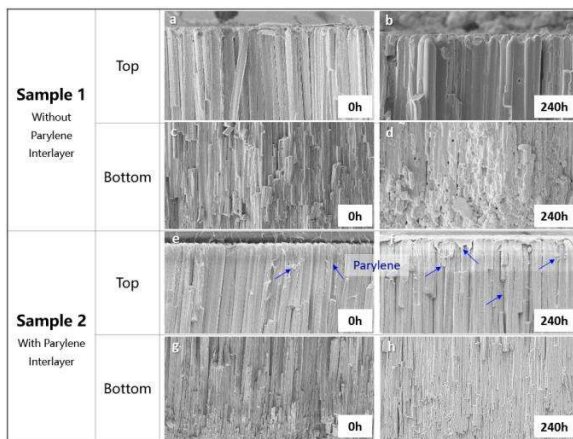 Sample 1
Without
Parylene
Interlayer
Top
a
0h
b
240h
Bottom
c
0h
d
240h
Sample 2
With Parylene
Interlayer
Top
e
Parylene
0h
240h
Bottom
g
0h
h
240h